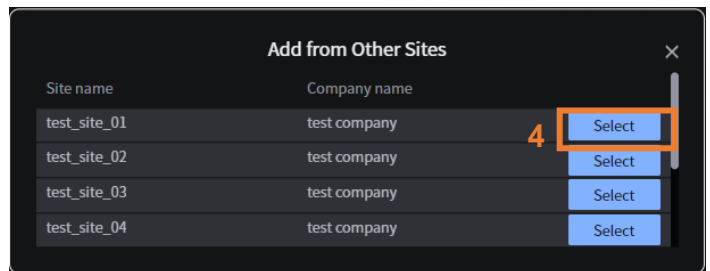 Add from Other Sites ×
Site name Company name
test_site_01 test company 4 Select
test_site_02 test company Select
test_site_03 test company Select
test_site_04 test company Select